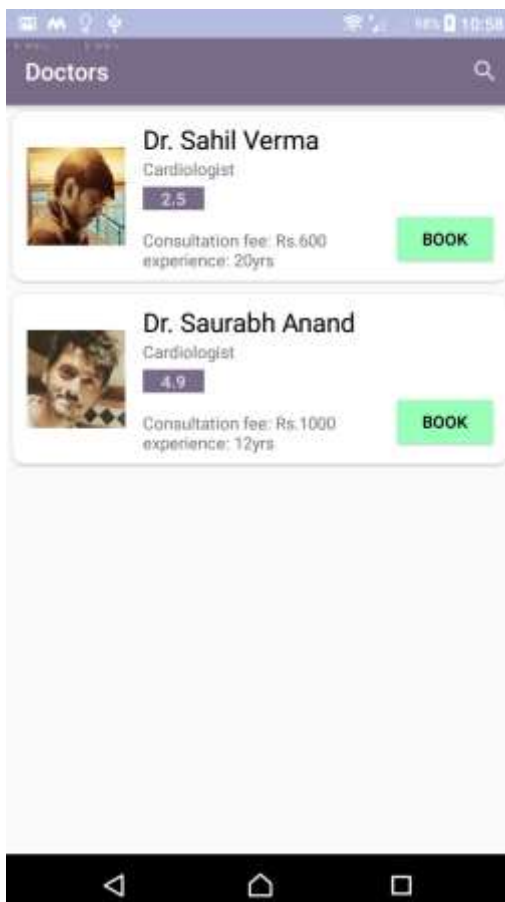 10:58
Doctors
Dr. Sahil Verma
Cardiologist
2.5
Consultation fee: Rs.600
experience: 20yrs
BOOK
Dr. Saurabh Anand
Cardiologist
4.9
Consultation fee: Rs.1000
experience: 12yrs
BOOK